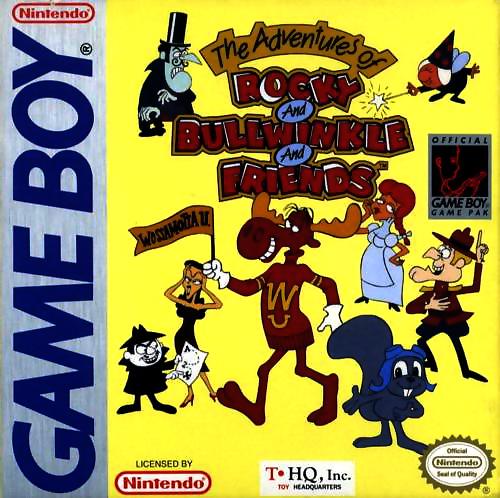 Nintendo
GAME BOY®
The Adventures of
ROCKY
And
BULLWINKLE
And
FRIENDS™
OFFICIAL
GAME BOY
GAME PAK
WOSSAMOTTA U
W
U
LICENSED BY
Nintendo®
T•HQ, Inc.
TOY HEADQUARTERS
Official
Nintendo
Seal of Quality
®